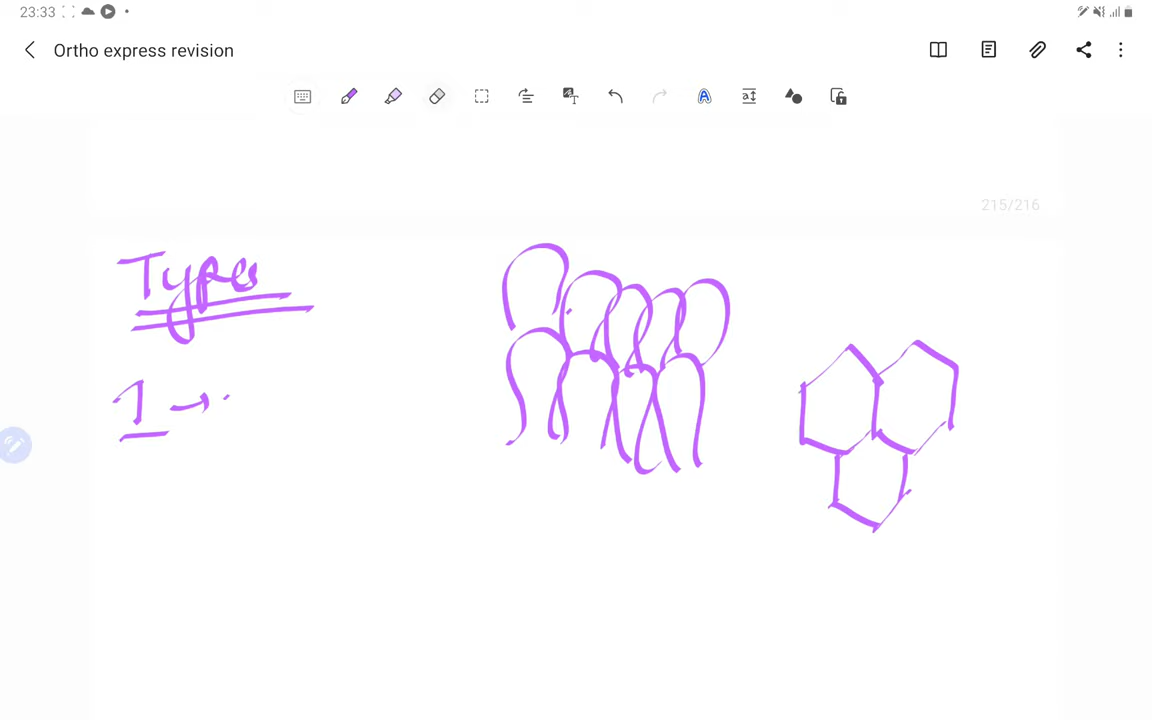 23:33
Ortho express revision
215/216
Types
1 →